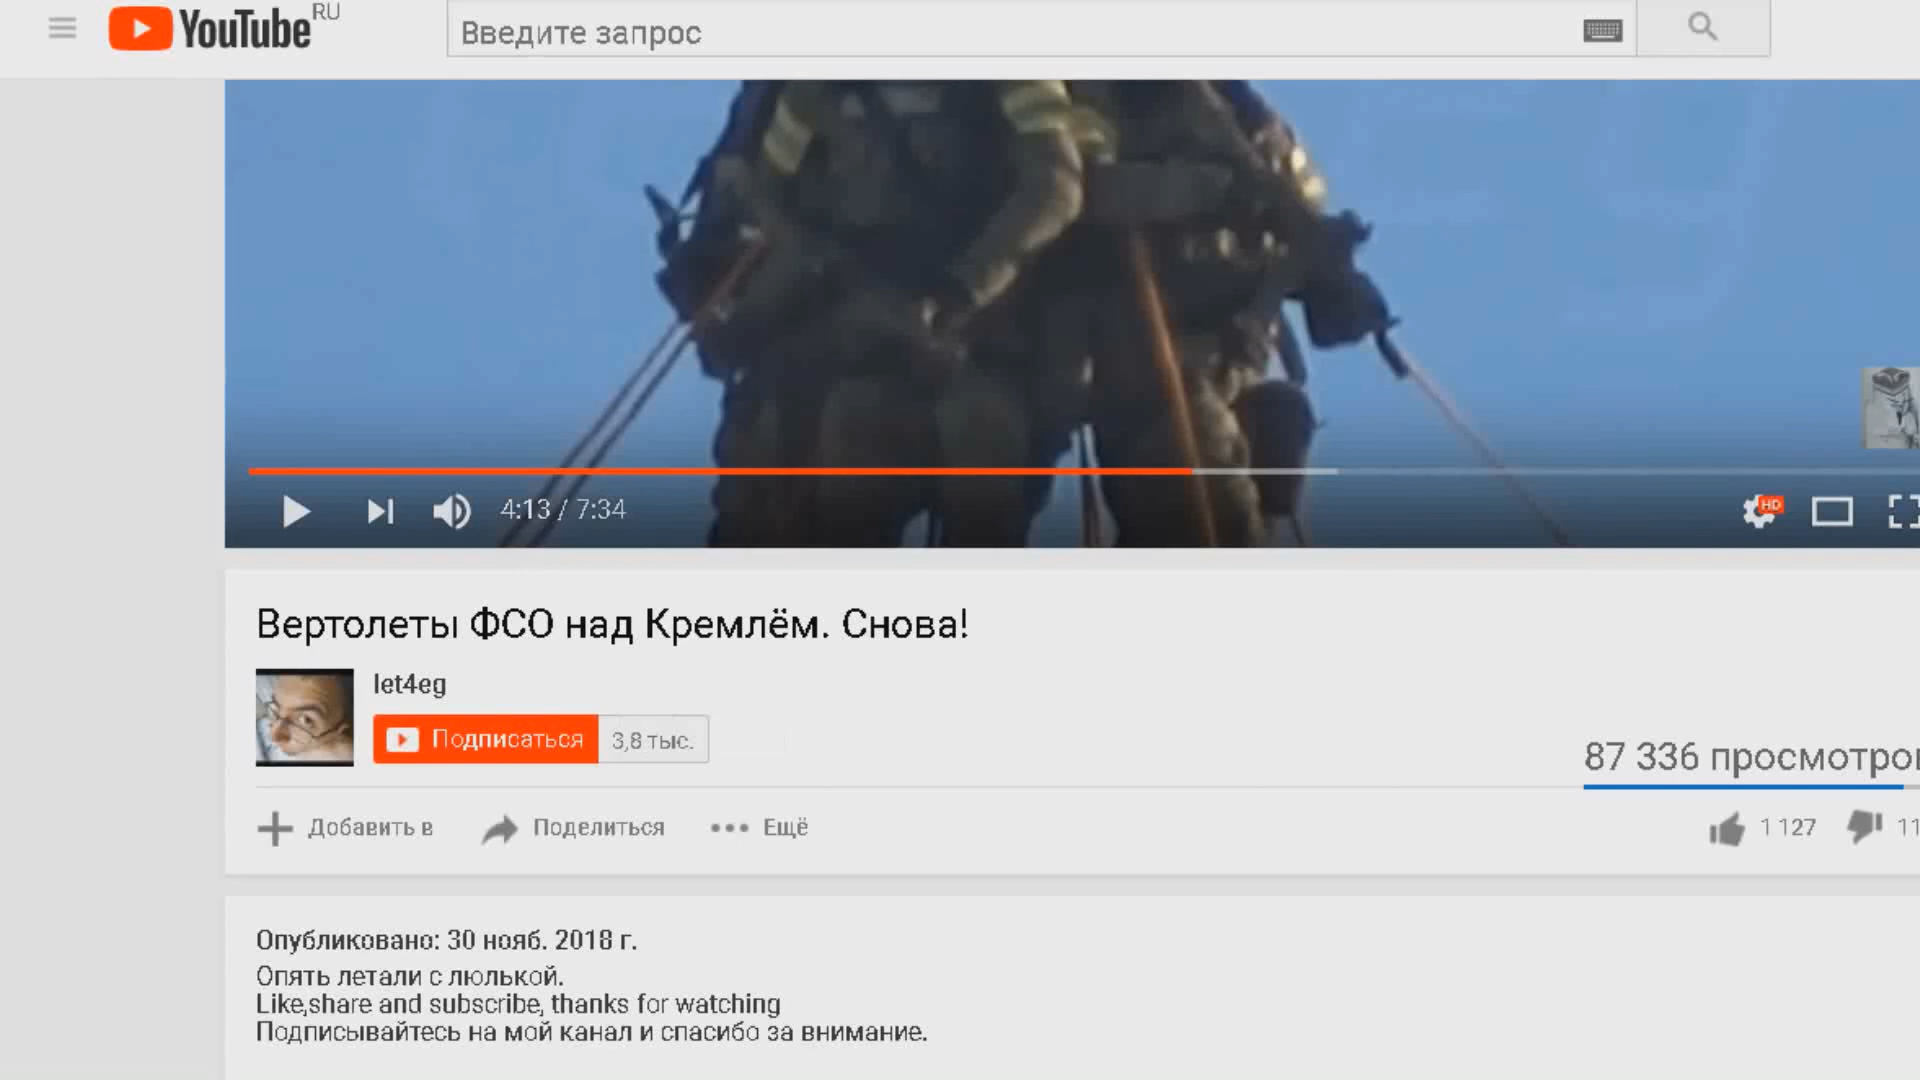 YouTube RU
Введите запрос
4:13 / 7:34
HD
Вертолеты ФСО над Кремлём. Снова!
let4eg
Подписаться 3,8 тыс.
87 336 просмотров
Добавить в Поделиться Ещё
1 127 11
Опубликовано: 30 нояб. 2018 г.
Опять летали с люлькой.
Like,share and subscribe, thanks for watching
Подписывайтесь на мой канал и спасибо за внимание.